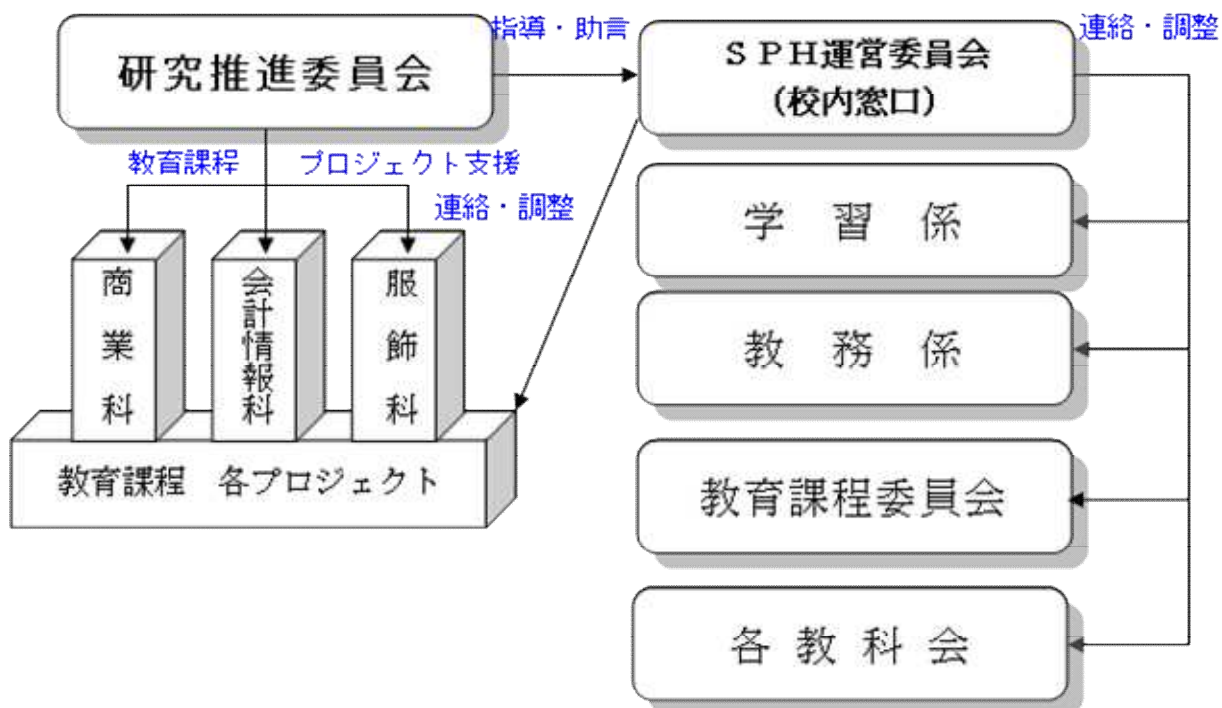 研究推進委員会
指導・助言
SPH運営委員会
(校内窓口)
連絡・調整
教育課程
プロジェクト支援
連絡・調整
商業科
会計情報科
服飾科
教育課程 各プロジェクト
学習係
教務係
教育課程委員会
各教科会